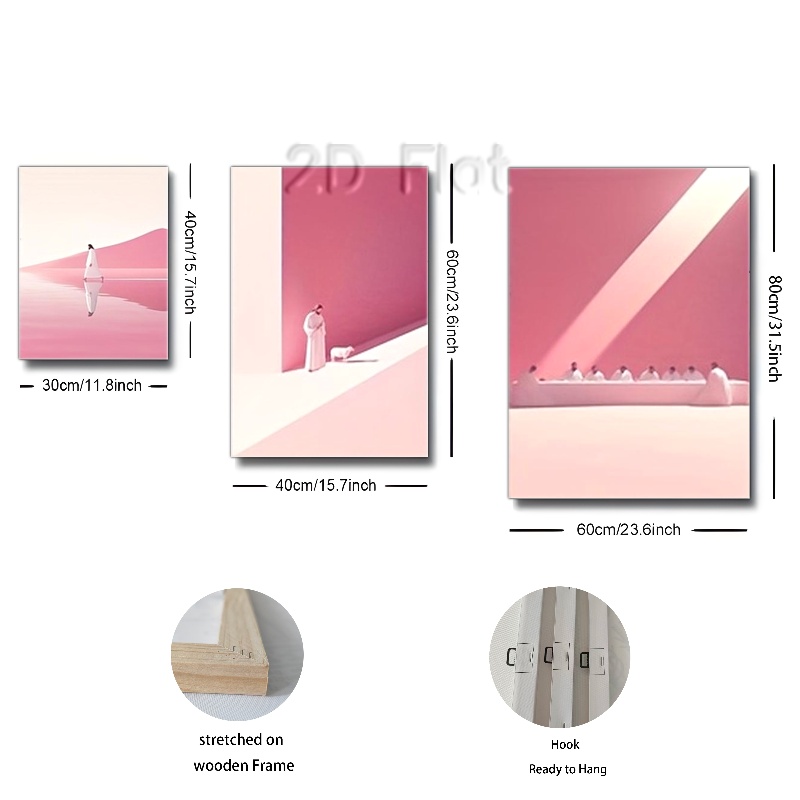 2D Flat
40cm/15.7inch
60cm/23.6inch
80cm/31.5inch
30cm/11.8inch
40cm/15.7inch
60cm/23.6inch
stretched on
wooden Frame
Hook
Ready to Hang